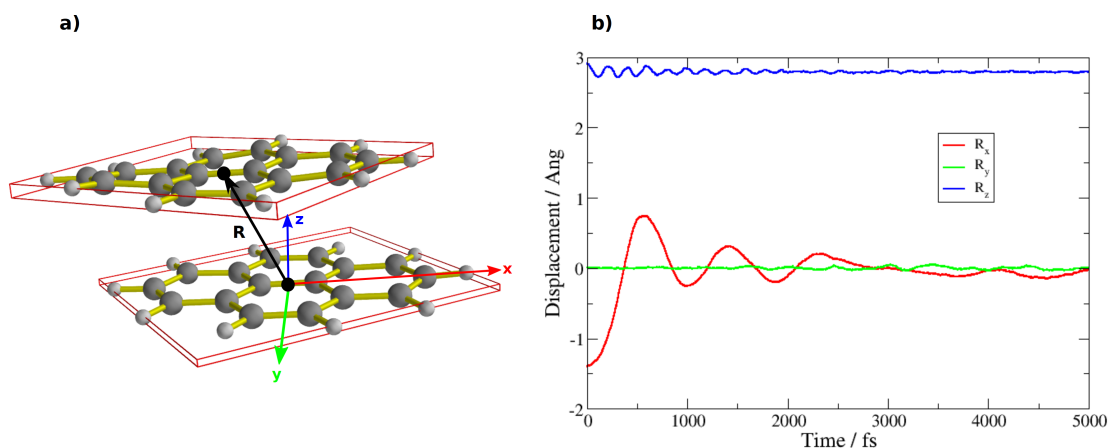 a)
R
z
x
y
b)
Displacement / Ang
3
2
1
0
-1
-2
R_x
R_y
R_z
0
1000
2000
3000
4000
5000
Time / fs